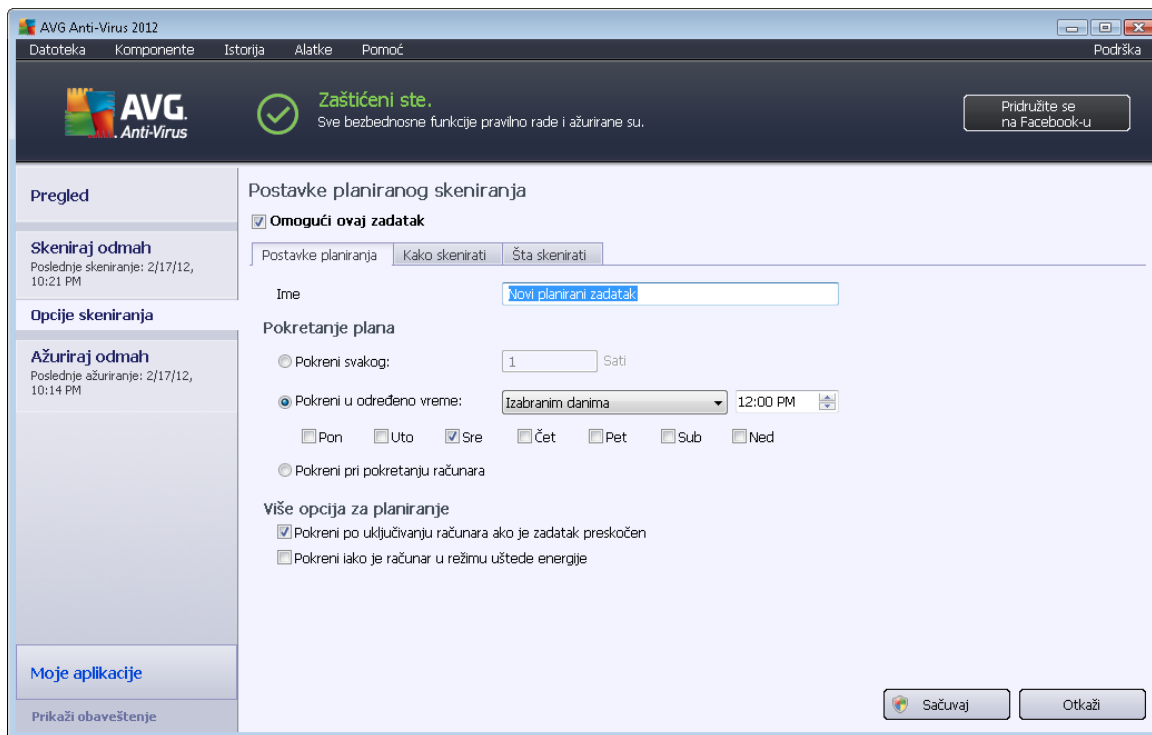 AVG Anti-Virus 2012
Datoteka Komponente Istorija Alatke Pomoć Podrška
AVG.
Anti-Virus
Zaštićeni ste.
Sve bezbednosne funkcije pravilno rade i ažurirane su.
Pridružite se
na Facebook-u
Pregled
Skeniraj odmah
Poslednje skeniranje: 2/17/12,
10:21 PM
Opcije skeniranja
Ažuriraj odmah
Poslednje ažuriranje: 2/17/12,
10:14 PM
Moje aplikacije
Prikaži obaveštenje
Postavke planiranog skeniranja
Omogući ovaj zadatak
Postavke planiranja Kako skenirati Šta skenirati
Ime Novi planirani zadatak
Pokretanje plana
Pokreni svakog: 1 Sati
Pokreni u određeno vreme: Izabranim danima 12:00 PM
Pon Uto Sre Čet Pet Sub Ned
Pokreni pri pokretanju računara
Više opcija za planiranje
Pokreni po uključivanju računara ako je zadatak preskočen
Pokreni iako je računar u režimu uštede energije
Sačuvaj Otkaži